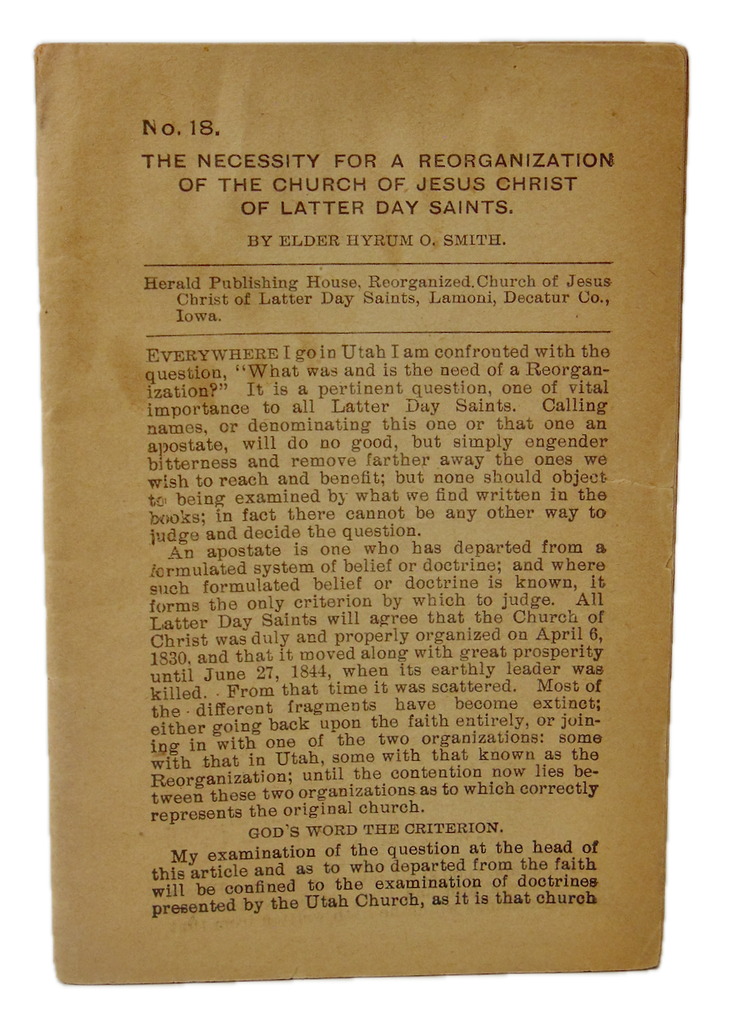 No. 18.
THE NECESSITY FOR A REORGANIZATION
OF THE CHURCH OF JESUS CHRIST
OF LATTER DAY SAINTS.
BY ELDER HYRUM O. SMITH.
Herald Publishing House, Reorganized Church of Jesus
Christ of Latter Day Saints, Lamoni, Decatur Co.,
Iowa.
EVERYWHERE I go in Utah I am confronted with the
question, "What was and is the need of a Reorgan-
ization?" It is a pertinent question, one of vital
importance to all Latter Day Saints. Calling
names, or denominating this one or that one an
apostate, will do no good, but simply engender
bitterness and remove farther away the ones we
wish to reach and benefit; but none should object
to being examined by what we find written in the
books; in fact there cannot be any other way to
judge and decide the question.
An apostate is one who has departed from a
formulated system of belief or doctrine; and where
such formulated belief or doctrine is known, it
forms the only criterion by which to judge. All
Latter Day Saints will agree that the Church of
Christ was duly and properly organized on April 6,
1830, and that it moved along with great prosperity
until June 27, 1844, when its earthly leader was
killed. From that time it was scattered. Most of
the different fragments have become extinct;
either going back upon the faith entirely, or join-
ing in with one of the two organizations: some
with that in Utah, some with that known as the
Reorganization; until the contention now lies be-
tween these two organizations as to which correctly
represents the original church.
GOD'S WORD THE CRITERION.
My examination of the question at the head of
this article and as to who departed from the faith
will be confined to the examination of doctrines
presented by the Utah Church, as it is that church